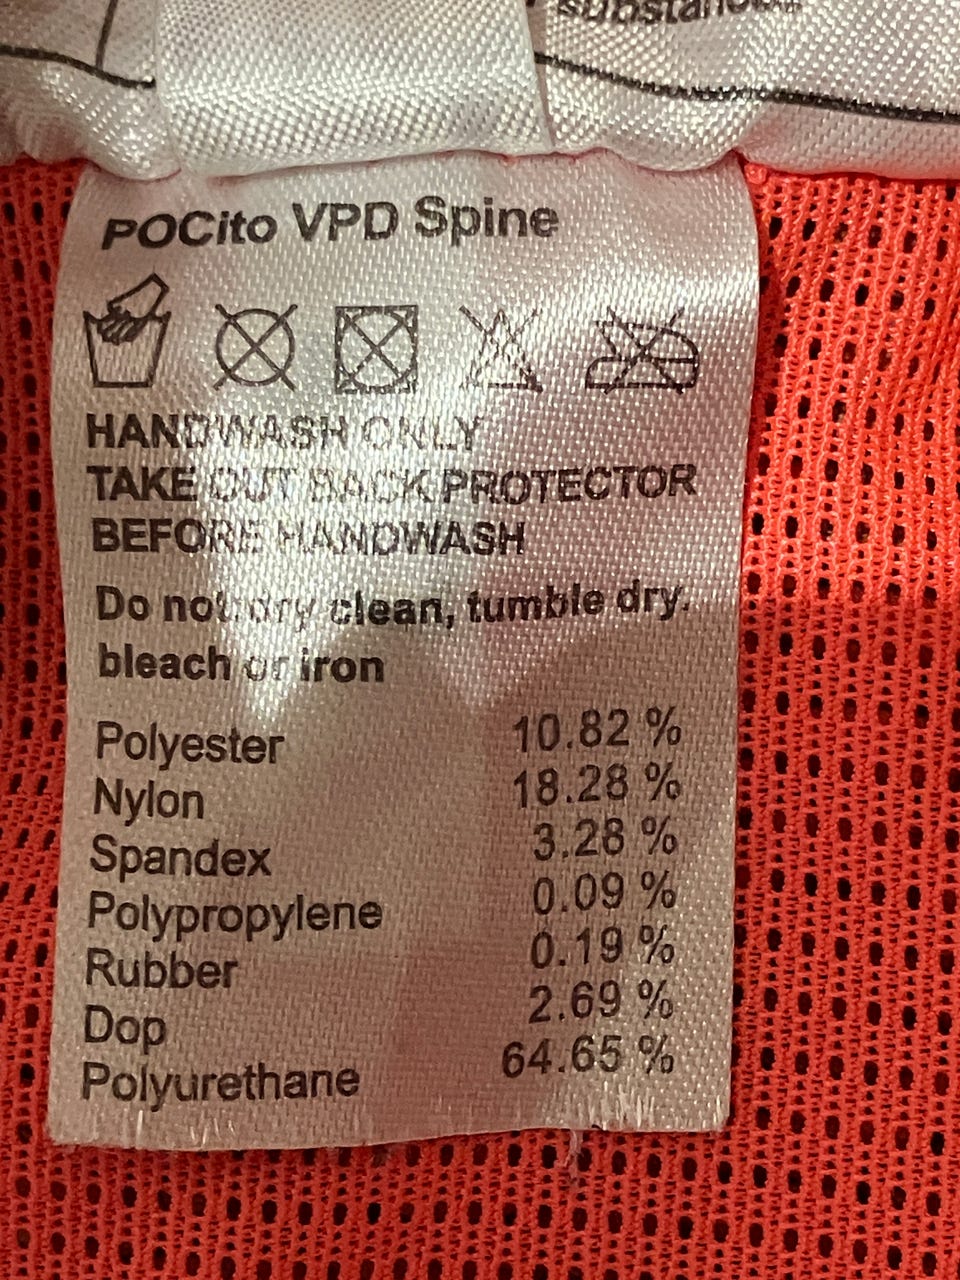 substances.
POCito VPD Spine
HANDWASH ONLY
TAKE OUT BACK PROTECTOR
BEFORE HANDWASH
Do not dry clean, tumble dry.
bleach or iron
Polyester 10.82 %
Nylon 18.28 %
Spandex 3.28 %
Polypropylene 0.09 %
Rubber 0.19 %
Dop 2.69 %
Polyurethane 64.65 %